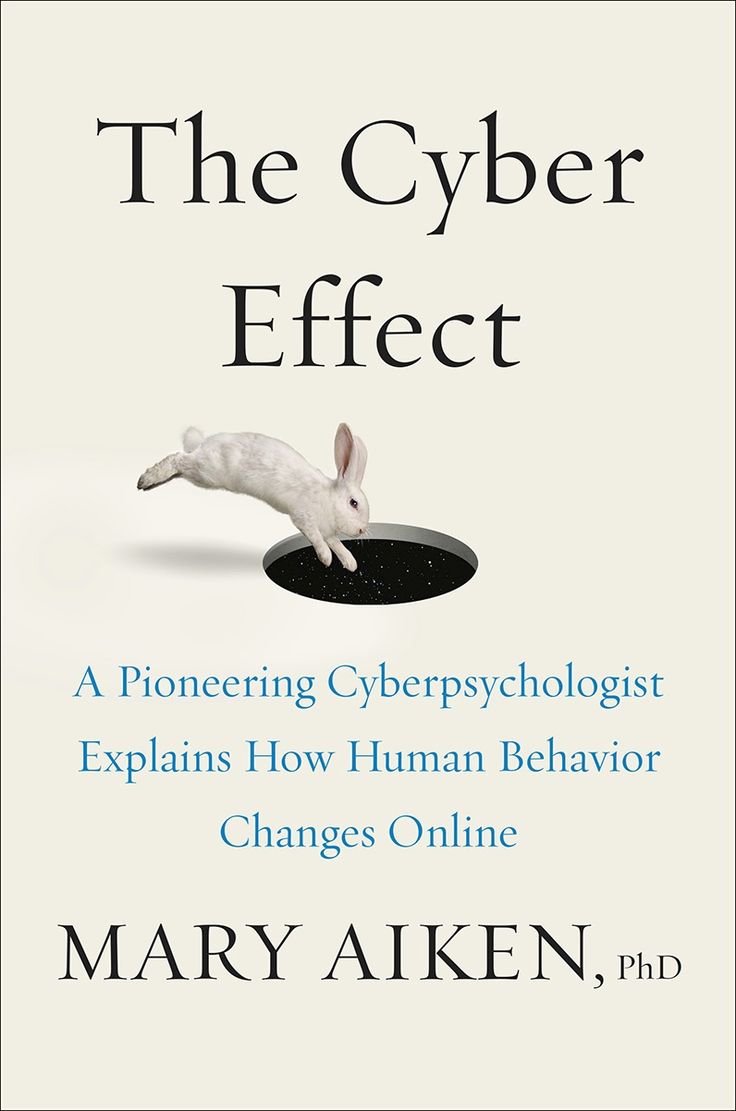 The Cyber
Effect
A Pioneering Cyberpsychologist
Explains How Human Behavior
Changes Online
MARY AIKEN, PhD